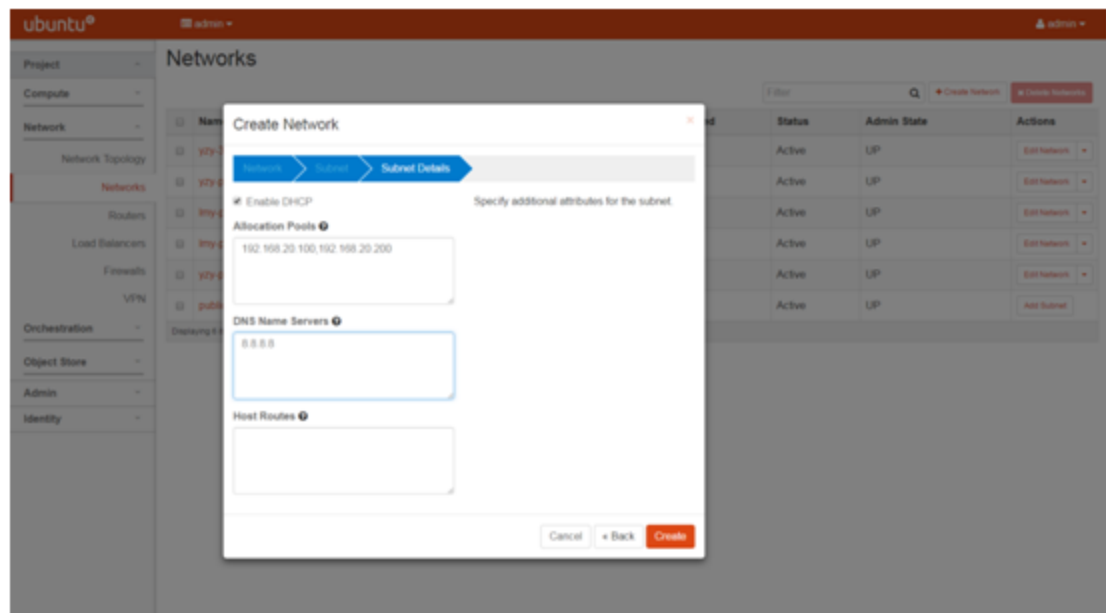 ubuntu
admin
admin
Project
Networks
Compute
Filter
+ Create Network
Delete Networks
Network
Status
Admin State
Actions
Network Topology
Active
UP
Edit Network
Networks
Active
UP
Edit Network
Routers
Active
UP
Edit Network
Load Balancers
Active
UP
Edit Network
Firewalls
Active
UP
Edit Network
VPN
Active
UP
Add Subnet
Orchestration
Object Store
Admin
Identity
Create Network
Network
Subnet
Subnet Details
Enable DHCP
Specify additional attributes for the subnet.
Allocation Pools
192.168.20.100,192.168.20.200
DNS Name Servers
8.8.8.8
Host Routes
Cancel
« Back
Create